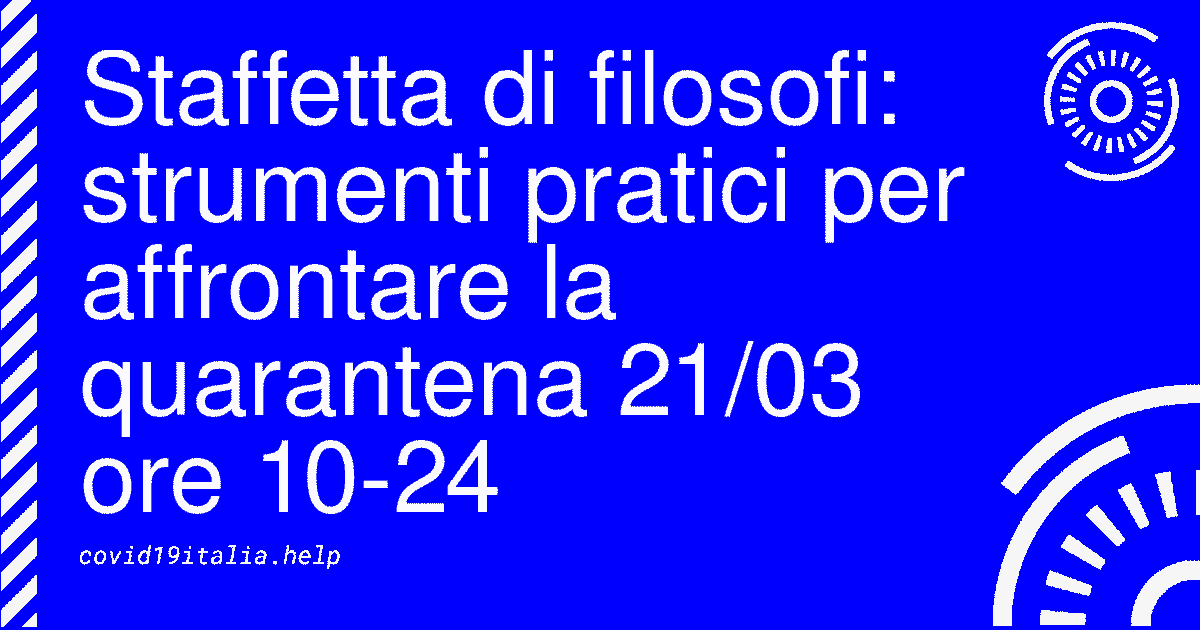 Staffetta di filosofi:
strumenti pratici per
affrontare la
quarantena 21/03
ore 10-24
covid19italia.help